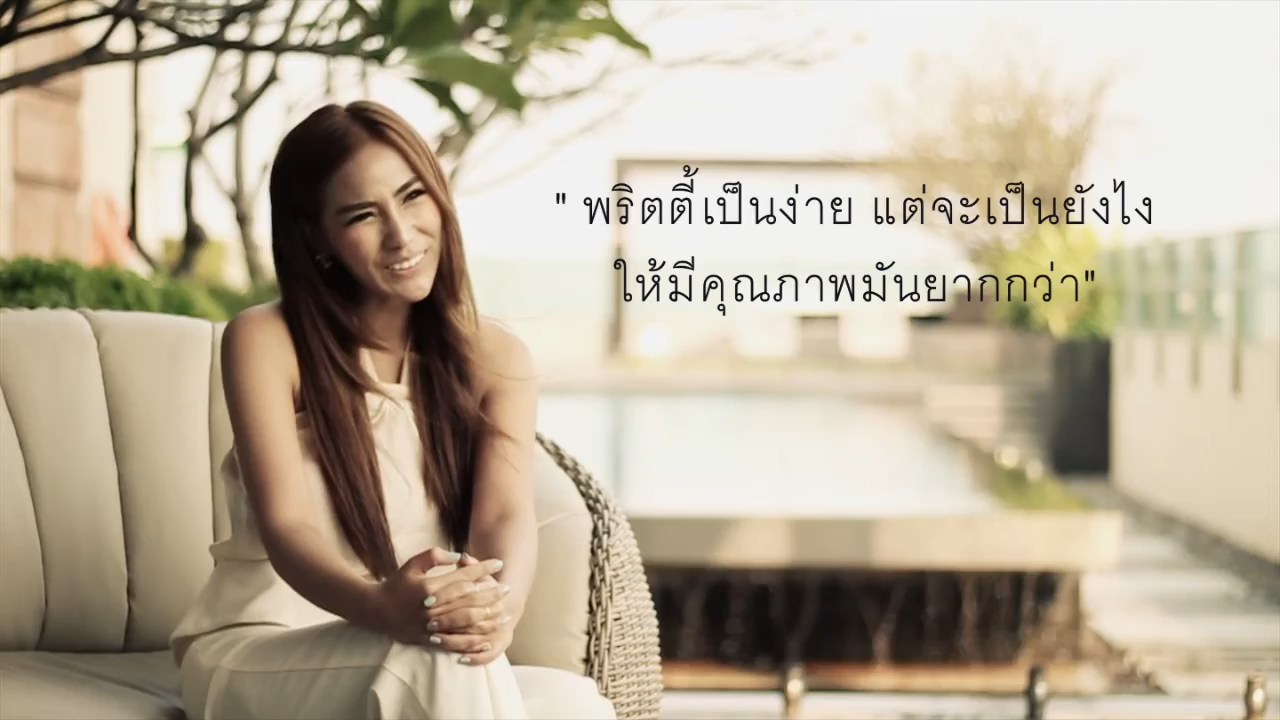 " พริตตี้เป็นง่าย แต่จะเป็นยังไง
ให้มีคุณภาพมันยากกว่า"